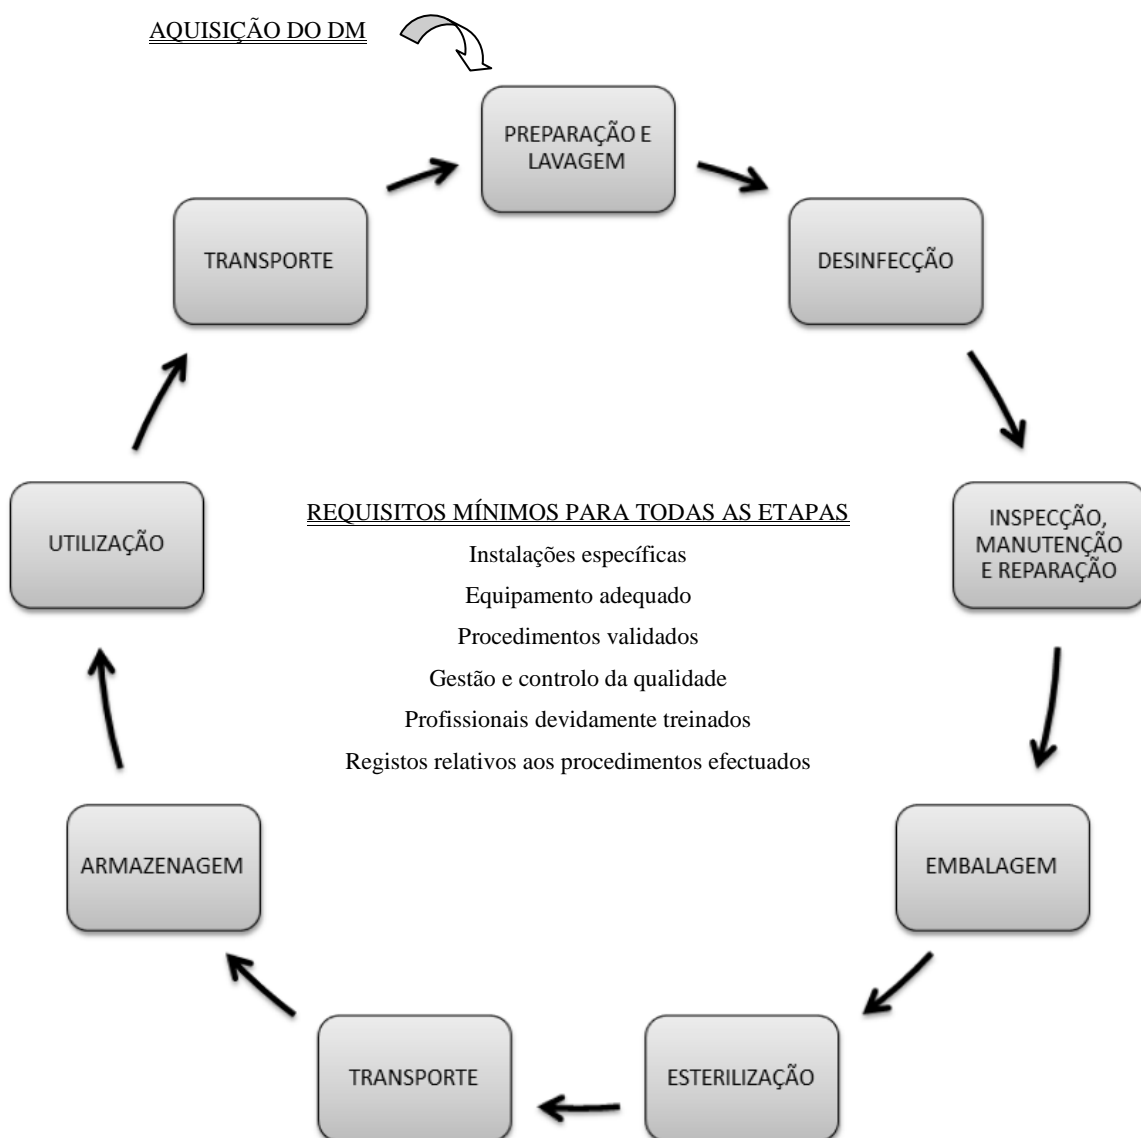 AQUISIÇÃO DO DM
PREPARAÇÃO E
LAVAGEM
DESINFECÇÃO
INSPECÇÃO,
MANUTENÇÃO
E REPARAÇÃO
EMBALAGEM
ESTERILIZAÇÃO
TRANSPORTE
ARMAZENAGEM
UTILIZAÇÃO
TRANSPORTE
REQUISITOS MÍNIMOS PARA TODAS AS ETAPAS
Instalações específicas
Equipamento adequado
Procedimentos validados
Gestão e controlo da qualidade
Profissionais devidamente treinados
Registos relativos aos procedimentos efectuados